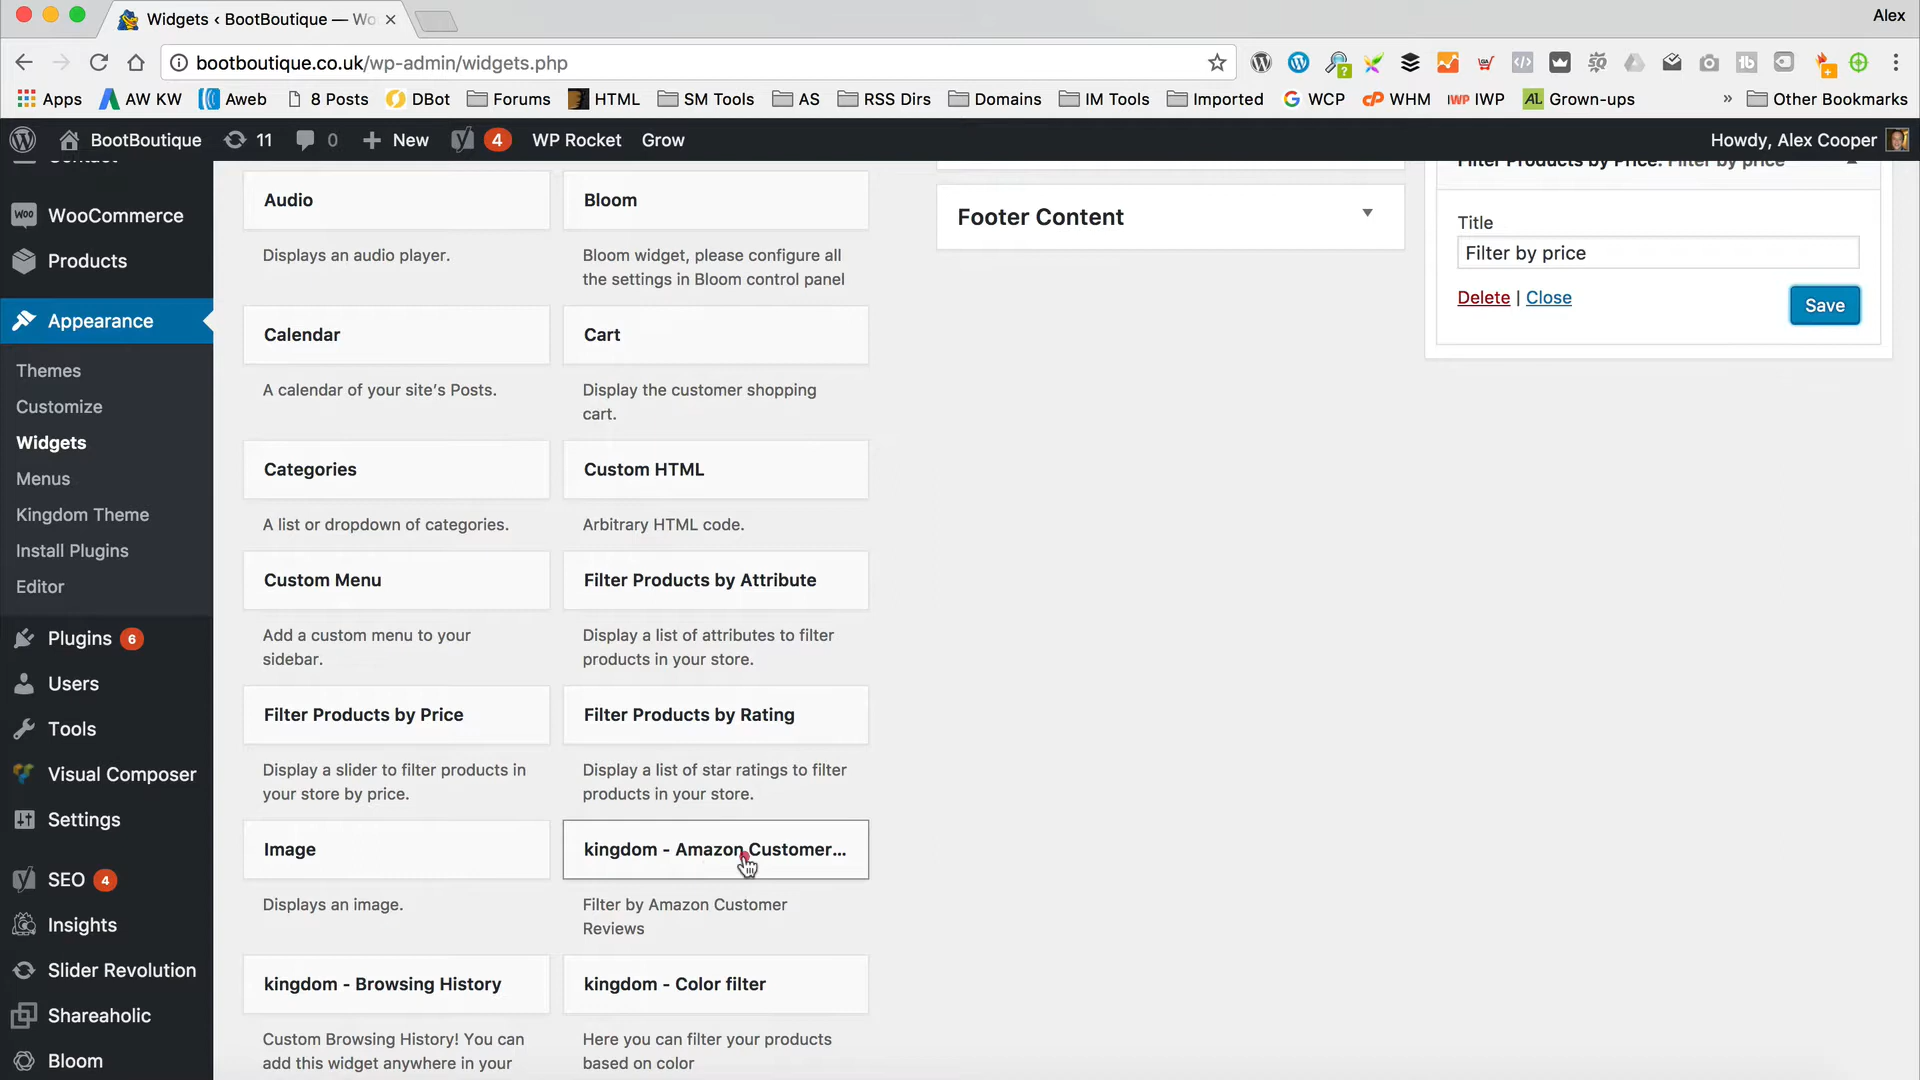 Widgets ‹ BootBoutique — Wo
Alex
bootboutique.co.uk/wp-admin/widgets.php
Apps
AW KW
Aweb
8 Posts
DBot
Forums
HTML
SM Tools
AS
RSS Dirs
Domains
IM Tools
Imported
WCP
WHM
IWP
Grown-ups
»
Other Bookmarks
BootBoutique
11
0
New
4
WP Rocket
Grow
Howdy, Alex Cooper
Contact
WooCommerce
Products
Appearance
Themes
Customize
Widgets
Menus
Kingdom Theme
Install Plugins
Editor
Plugins 6
Users
Tools
Visual Composer
Settings
SEO 4
Insights
Slider Revolution
Shareaholic
Bloom
Audio
Displays an audio player.
Bloom
Bloom widget, please configure all
the settings in Bloom control panel
Calendar
A calendar of your site's Posts.
Cart
Display the customer shopping
cart.
Categories
A list or dropdown of categories.
Custom HTML
Arbitrary HTML code.
Custom Menu
Add a custom menu to your
sidebar.
Filter Products by Attribute
Display a list of attributes to filter
products in your store.
Filter Products by Price
Display a slider to filter products in
your store by price.
Filter Products by Rating
Display a list of star ratings to filter
products in your store.
Image
Displays an image.
kingdom - Amazon Customer...
Filter by Amazon Customer
Reviews
kingdom - Browsing History
Custom Browsing History! You can
add this widget anywhere in your
kingdom - Color filter
Here you can filter your products
based on color
Footer Content
Filter Products by Price: Filter by price
Title
Filter by price
Delete | Close
Save